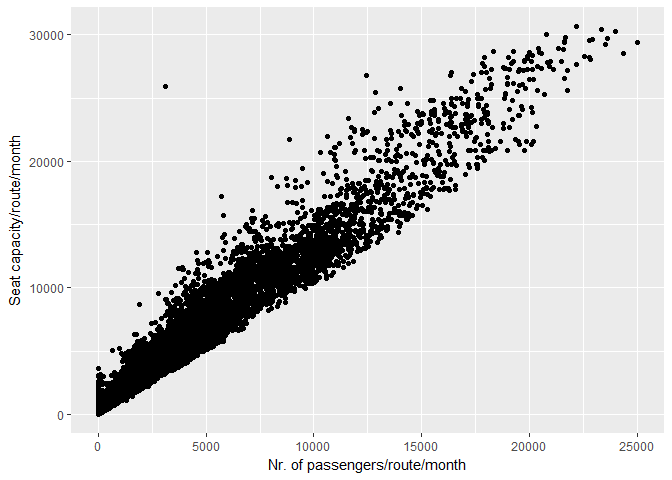 30000
20000
10000
0
Seat capacity/route/month
0 5000 10000 15000 20000 25000
Nr. of passengers/route/month